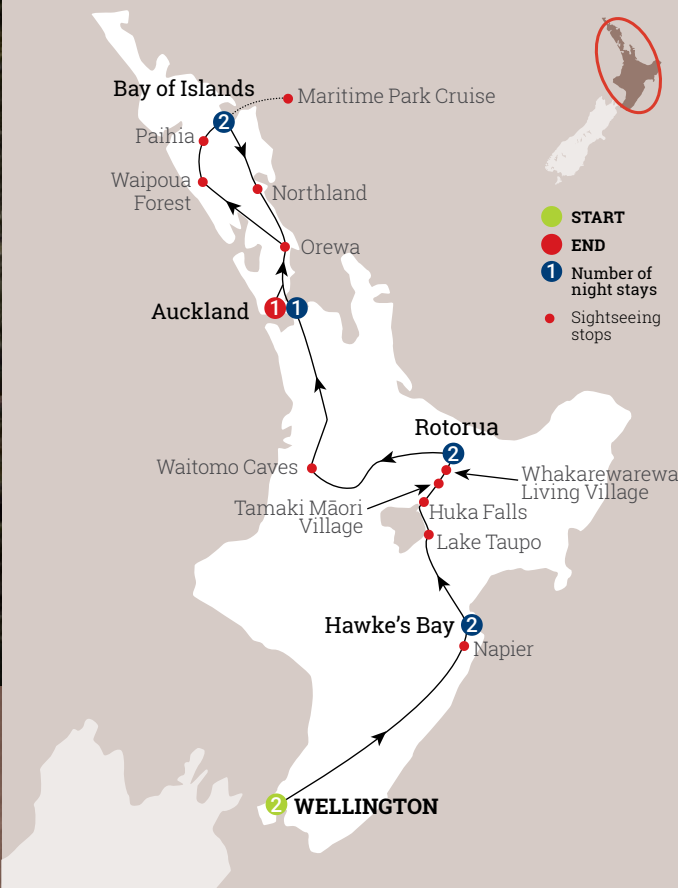 Bay of Islands
2
Maritime Park Cruise
Paihia
Waipoua
Forest
Northland
Orewa
Auckland
1
1
START
END
1
Number of
night stays
Sightseeing
stops
Rotorua
2
Waitomo Caves
Whakarewarewa
Living Village
Tamaki Māori
Village
Huka Falls
Lake Taupo
Hawke’s Bay
2
Napier
2
WELLINGTON